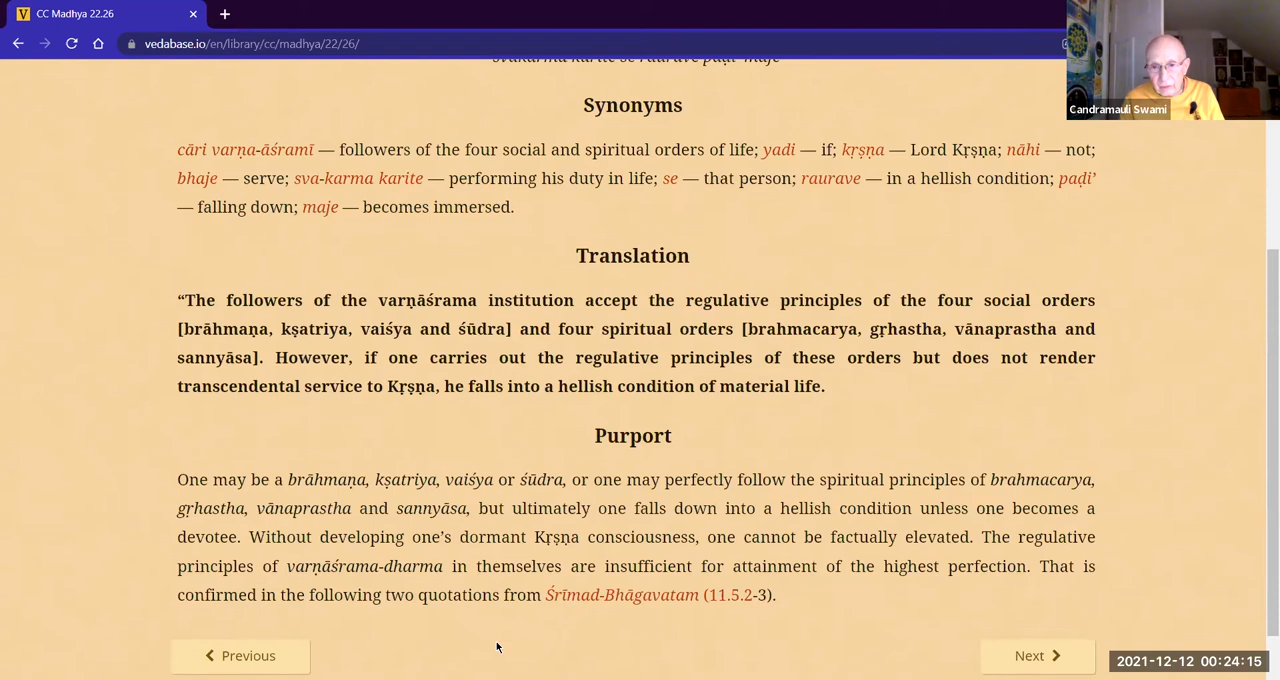 CC Madhya 22.26
vedabase.io/en/library/cc/madhya/22/26/
svakarma karite se raurave paḍi' maje
Candramauli Swami
Synonyms
cāri varṇa-āśramī — followers of the four social and spiritual orders of life; yadi — if; kṛṣṇa — Lord Kṛṣṇa; nāhi — not;
bhaje — serve; sva-karma karite — performing his duty in life; se — that person; raurave — in a hellish condition; paḍi’
— falling down; maje — becomes immersed.
Translation
“The followers of the varṇāśrama institution accept the regulative principles of the four social orders
[brāhmaṇa, kṣatriya, vaiśya and śūdra] and four spiritual orders [brahmacarya, gṛhastha, vānaprastha and
sannyāsa]. However, if one carries out the regulative principles of these orders but does not render
transcendental service to Kṛṣṇa, he falls into a hellish condition of material life.
Purport
One may be a brāhmaṇa, kṣatriya, vaiśya or śūdra, or one may perfectly follow the spiritual principles of brahmacarya,
gṛhastha, vānaprastha and sannyāsa, but ultimately one falls down into a hellish condition unless one becomes a
devotee. Without developing one’s dormant Kṛṣṇa consciousness, one cannot be factually elevated. The regulative
principles of varṇāśrama-dharma in themselves are insufficient for attainment of the highest perfection. That is
confirmed in the following two quotations from Śrīmad-Bhāgavatam (11.5.2-3).
Previous
Next
2021-12-12 00:24:15